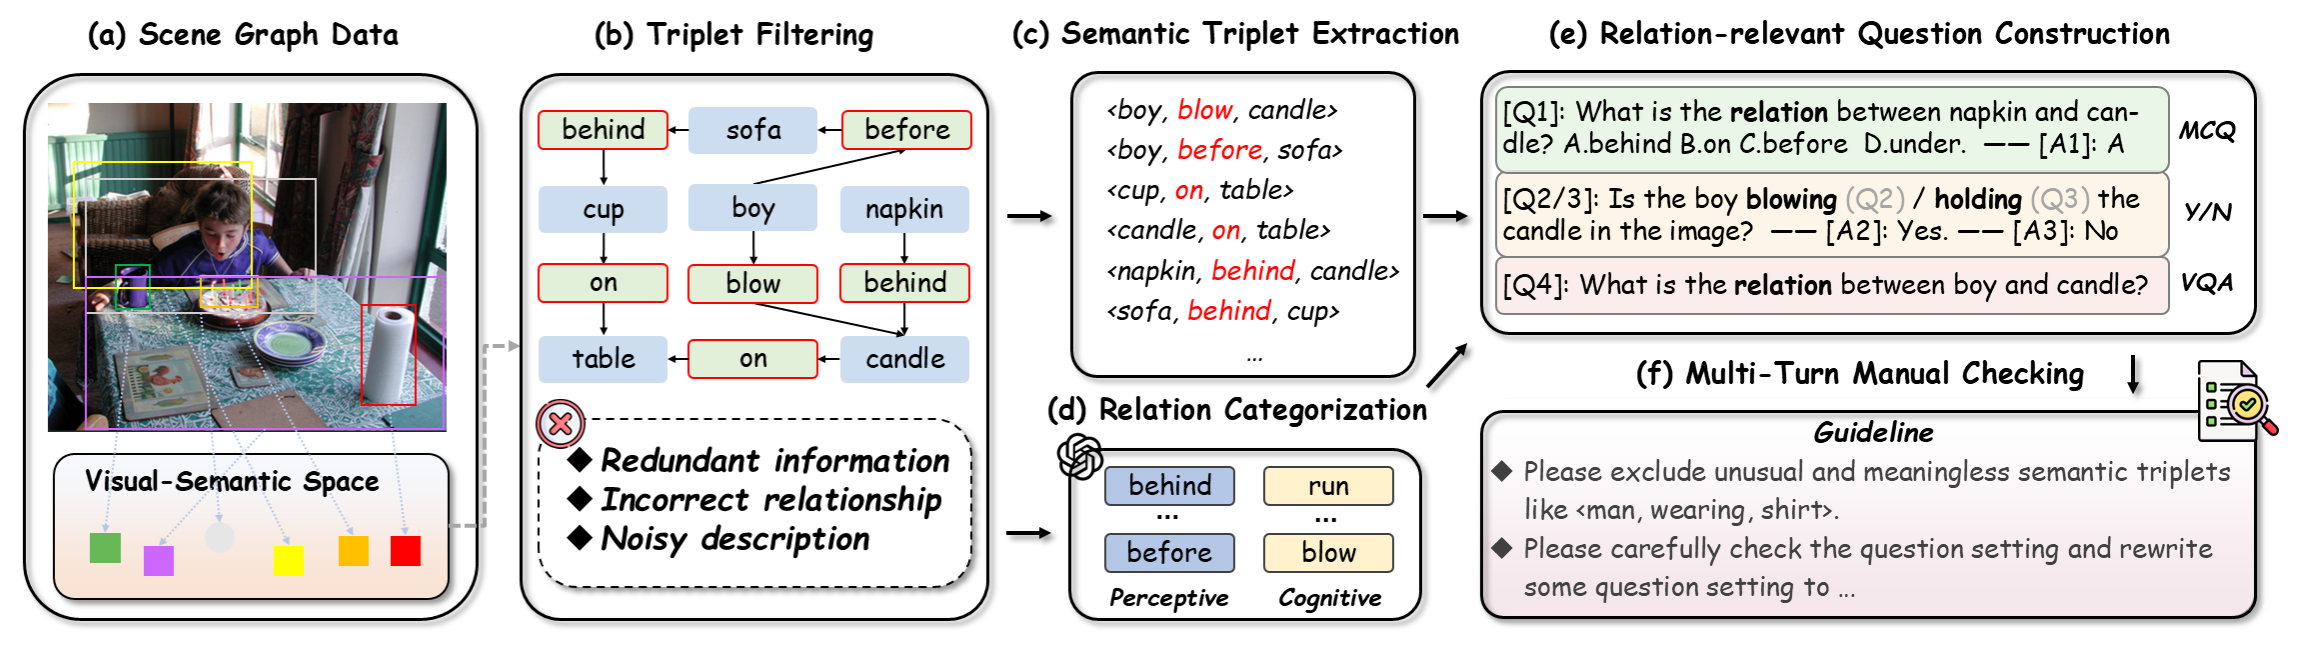 (a) Scene Graph Data
Visual-Semantic Space
(b) Triplet Filtering
behind sofa before
cup boy napkin
on blow behind
table on candle
◆ Redundant information
◆ Incorrect relationship
◆ Noisy description
(c) Semantic Triplet Extraction
<boy, blow, candle>
<boy, before, sofa>
<cup, on, table>
<candle, on, table>
<napkin, behind, candle>
<sofa, behind, cup>
...
(d) Relation Categorization
behind run
... ...
before blow
Perceptive Cognitive
(e) Relation-relevant Question Construction
[Q1]: What is the relation between napkin and can-
dle? A.behind B.on C.before D.under. —— [A1]: A
MCQ
[Q2/3]: Is the boy blowing (Q2) / holding (Q3) the
candle in the image? —— [A2]: Yes. —— [A3]: No
Y/N
[Q4]: What is the relation between boy and candle?
VQA
(f) Multi-Turn Manual Checking
Guideline
◆ Please exclude unusual and meaningless semantic triplets
like <man, wearing, shirt>.
◆ Please carefully check the question setting and rewrite
some question setting to ...